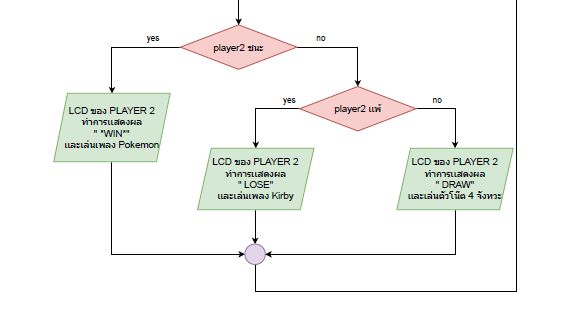 player2 ชนะ
yes
no
player2 แพ้
yes
no
LCD ของ PLAYER 2
ทำการแสดงผล
" "WIN""
และเล่นเพลง Pokemon
LCD ของ PLAYER 2
ทำการแสดงผล
" LOSE"
และเล่นเพลง Kirby
LCD ของ PLAYER 2
ทำการแสดงผล
" DRAW"
และเล่นตัวโน๊ต 4 จังหวะ